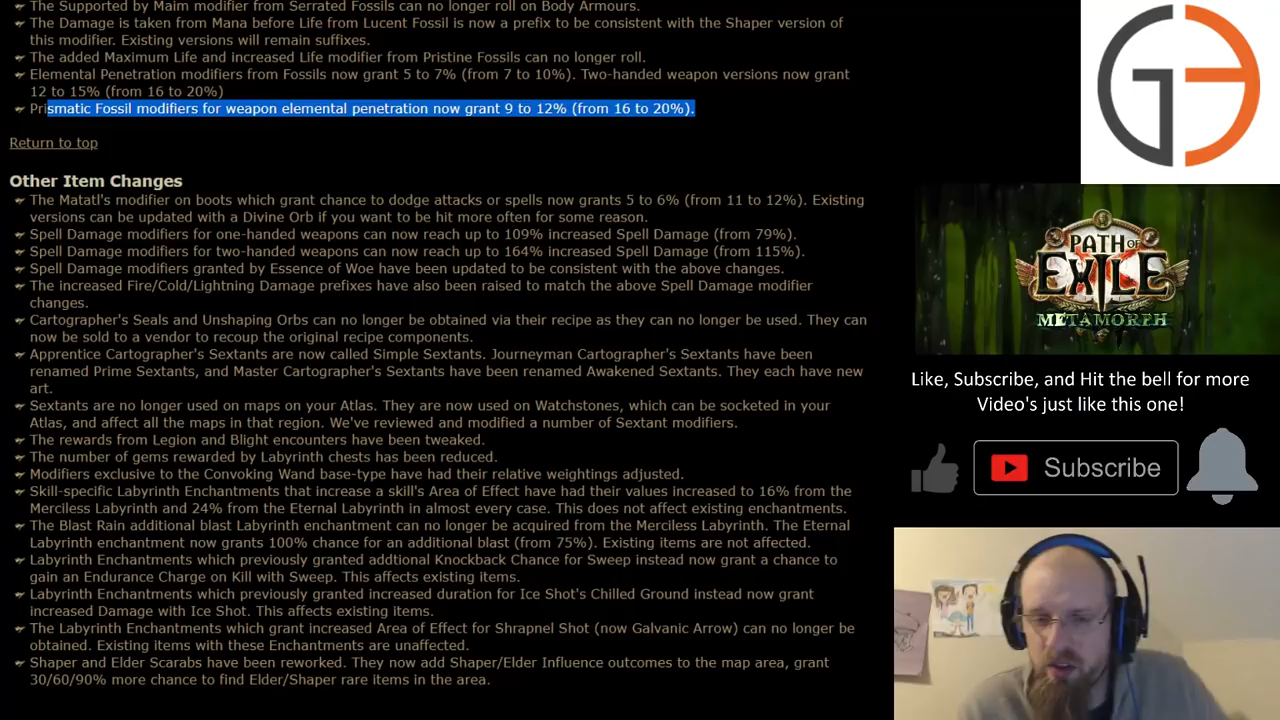 The Supported by Maim modifier from Serrated Fossils can no longer roll on Body Armours.
The Damage is taken from Mana before Life from Lucent Fossil is now a prefix to be consistent with the Shaper version of
this modifier. Existing versions will remain suffixes.
The added Maximum Life and increased Life modifier from Pristine Fossils can no longer roll.
Elemental Penetration modifiers from Fossils now grant 5 to 7% (from 7 to 10%). Two-handed weapon versions now grant
12 to 15% (from 16 to 20%)
Prismatic Fossil modifiers for weapon elemental penetration now grant 9 to 12% (from 16 to 20%).
Return to top
Other Item Changes
The Matatl's modifier on boots which grant chance to dodge attacks or spells now grants 5 to 6% (from 11 to 12%). Existing
versions can be updated with a Divine Orb if you want to be hit more often for some reason.
Spell Damage modifiers for one-handed weapons can now reach up to 109% increased Spell Damage (from 79%).
Spell Damage modifiers for two-handed weapons can now reach up to 164% increased Spell Damage (from 115%).
Spell Damage modifiers granted by Essence of Woe have been updated to be consistent with the above changes.
The increased Fire/Cold/Lightning Damage prefixes have also been raised to match the above Spell Damage modifier
changes.
Cartographer's Seals and Unshaping Orbs can no longer be obtained via their recipe as they can no longer be used. They can
now be sold to a vendor to recoup the original recipe components.
Apprentice Cartographer's Sextants are now called Simple Sextants. Journeyman Cartographer's Sextants have been
renamed Prime Sextants, and Master Cartographer's Sextants have been renamed Awakened Sextants. They each have new
art.
Sextants are no longer used on maps on your Atlas. They are now used on Watchstones, which can be socketed in your
Atlas, and affect all the maps in that region. We've reviewed and modified a number of Sextant modifiers.
The rewards from Legion and Blight encounters have been tweaked.
The number of gems rewarded by Labyrinth chests has been reduced.
Modifiers exclusive to the Convoking Wand base-type have had their relative weightings adjusted.
Skill-specific Labyrinth Enchantments that increase a skill's Area of Effect have had their values increased to 16% from the
Merciless Labyrinth and 24% from the Eternal Labyrinth in almost every case. This does not affect existing enchantments.
The Blast Rain additional blast Labyrinth enchantment can no longer be acquired from the Merciless Labyrinth. The Eternal
Labyrinth enchantment now grants 100% chance for an additional blast (from 75%). Existing items are not affected.
Labyrinth Enchantments which previously granted addtional Knockback Chance for Sweep instead now grant a chance to
gain an Endurance Charge on Kill with Sweep. This affects existing items.
Labyrinth Enchantments which previously granted increased duration for Ice Shot's Chilled Ground instead now grant
increased Damage with Ice Shot. This affects existing items.
The Labyrinth Enchantments which grant increased Area of Effect for Shrapnel Shot (now Galvanic Arrow) can no longer be
obtained. Existing items with these Enchantments are unaffected.
Shaper and Elder Scarabs have been reworked. They now add Shaper/Elder Influence outcomes to the map area, grant
30/60/90% more chance to find Elder/Shaper rare items in the area.
PATH OF
EXILE
METAMORPH
Like, Subscribe, and Hit the bell for more
Video's just like this one!
Subscribe